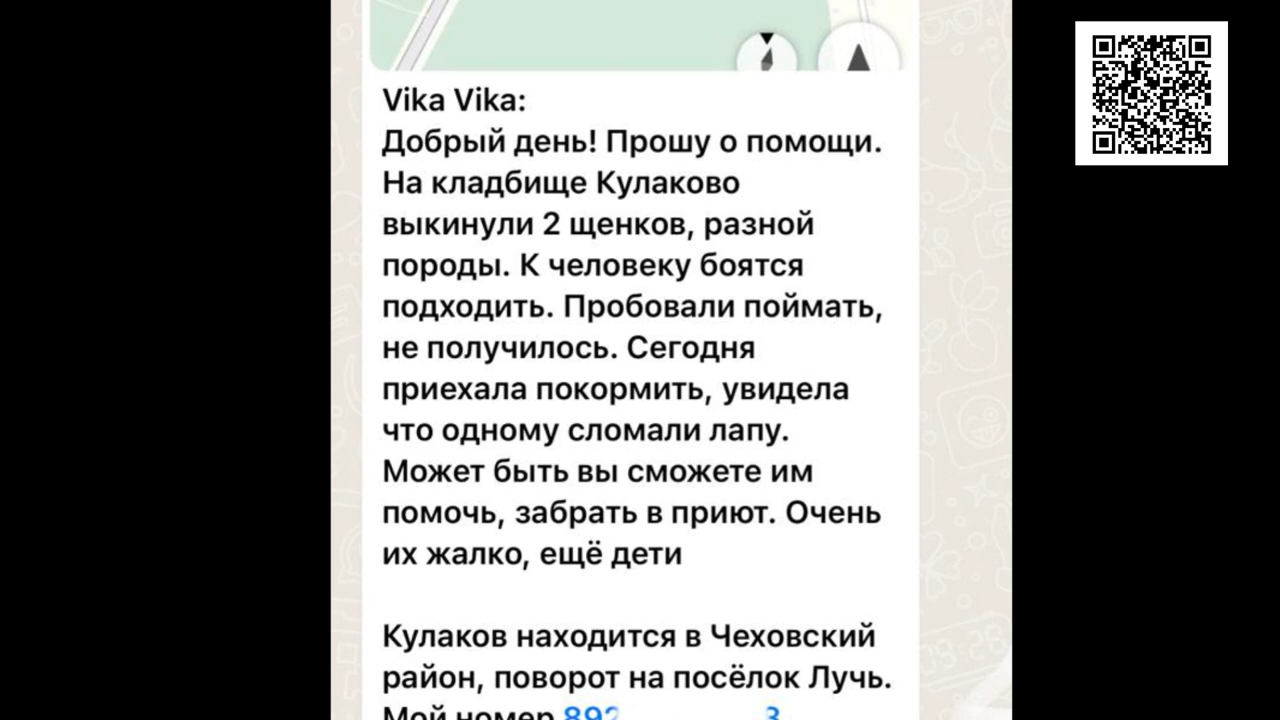 Vika Vika:
Добрый день! Прошу о помощи.
На кладбище Кулаково
выкинули 2 щенков, разной
породы. К человеку боятся
подходить. Пробовали поймать,
не получилось. Сегодня
приехала покормить, увидела
что одному сломали лапу.
Может быть вы сможете им
помочь, забрать в приют. Очень
их жалко, ещё дети
Кулаков находится в Чеховский
район, поворот на посёлок Лучь.
Мой номер